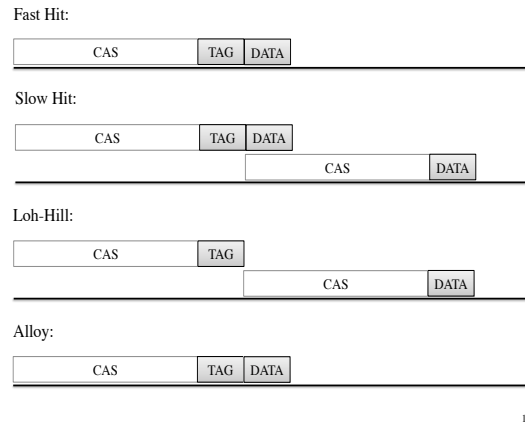 Fast Hit:
CAS TAG DATA
Slow Hit:
CAS TAG DATA
CAS DATA
Loh-Hill:
CAS TAG
CAS DATA
Alloy:
CAS TAG DATA